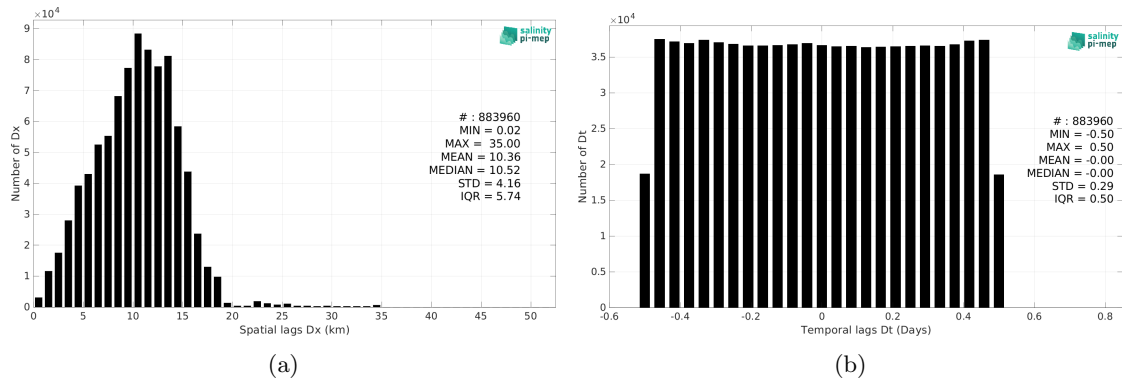 ×10⁴
9
8
7
6
5
4
3
2
1
0
Number of Dx
salinity
pi-mep
# : 883960
MIN = 0.02
MAX = 35.00
MEAN = 10.36
MEDIAN = 10.52
STD = 4.16
IQR = 5.74
0 5 10 15 20 25 30 35 40 45 50
Spatial lags Dx (km)
(a)
×10⁴
3.5
3
2.5
2
1.5
1
0.5
0
Number of Dt
salinity
pi-mep
# : 883960
MIN = -0.50
MAX = 0.50
MEAN = -0.00
MEDIAN = -0.00
STD = 0.29
IQR = 0.50
-0.6 -0.4 -0.2 0 0.2 0.4 0.6 0.8
Temporal lags Dt (Days)
(b)